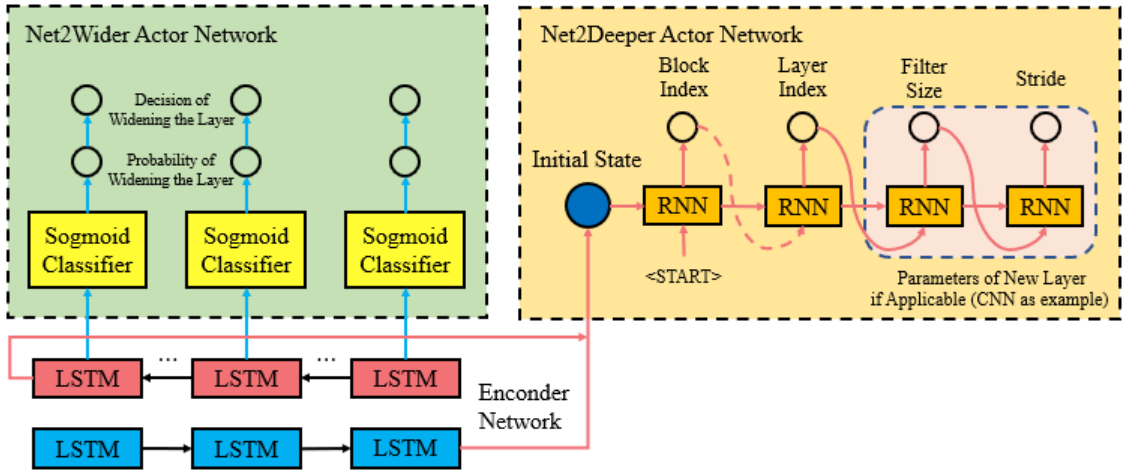 Net2Wider Actor Network
Decision of
Widening the Layer
Probability of
Widening the Layer
Sogmoid
Classifier
Sogmoid
Classifier
Sogmoid
Classifier
...
...
LSTM
LSTM
LSTM
LSTM
LSTM
LSTM
Enconder
Network
Net2Deeper Actor Network
Block
Index
Layer
Index
Filter
Size
Stride
Initial State
RNN
RNN
RNN
RNN
<START>
Parameters of New Layer
if Applicable (CNN as example)